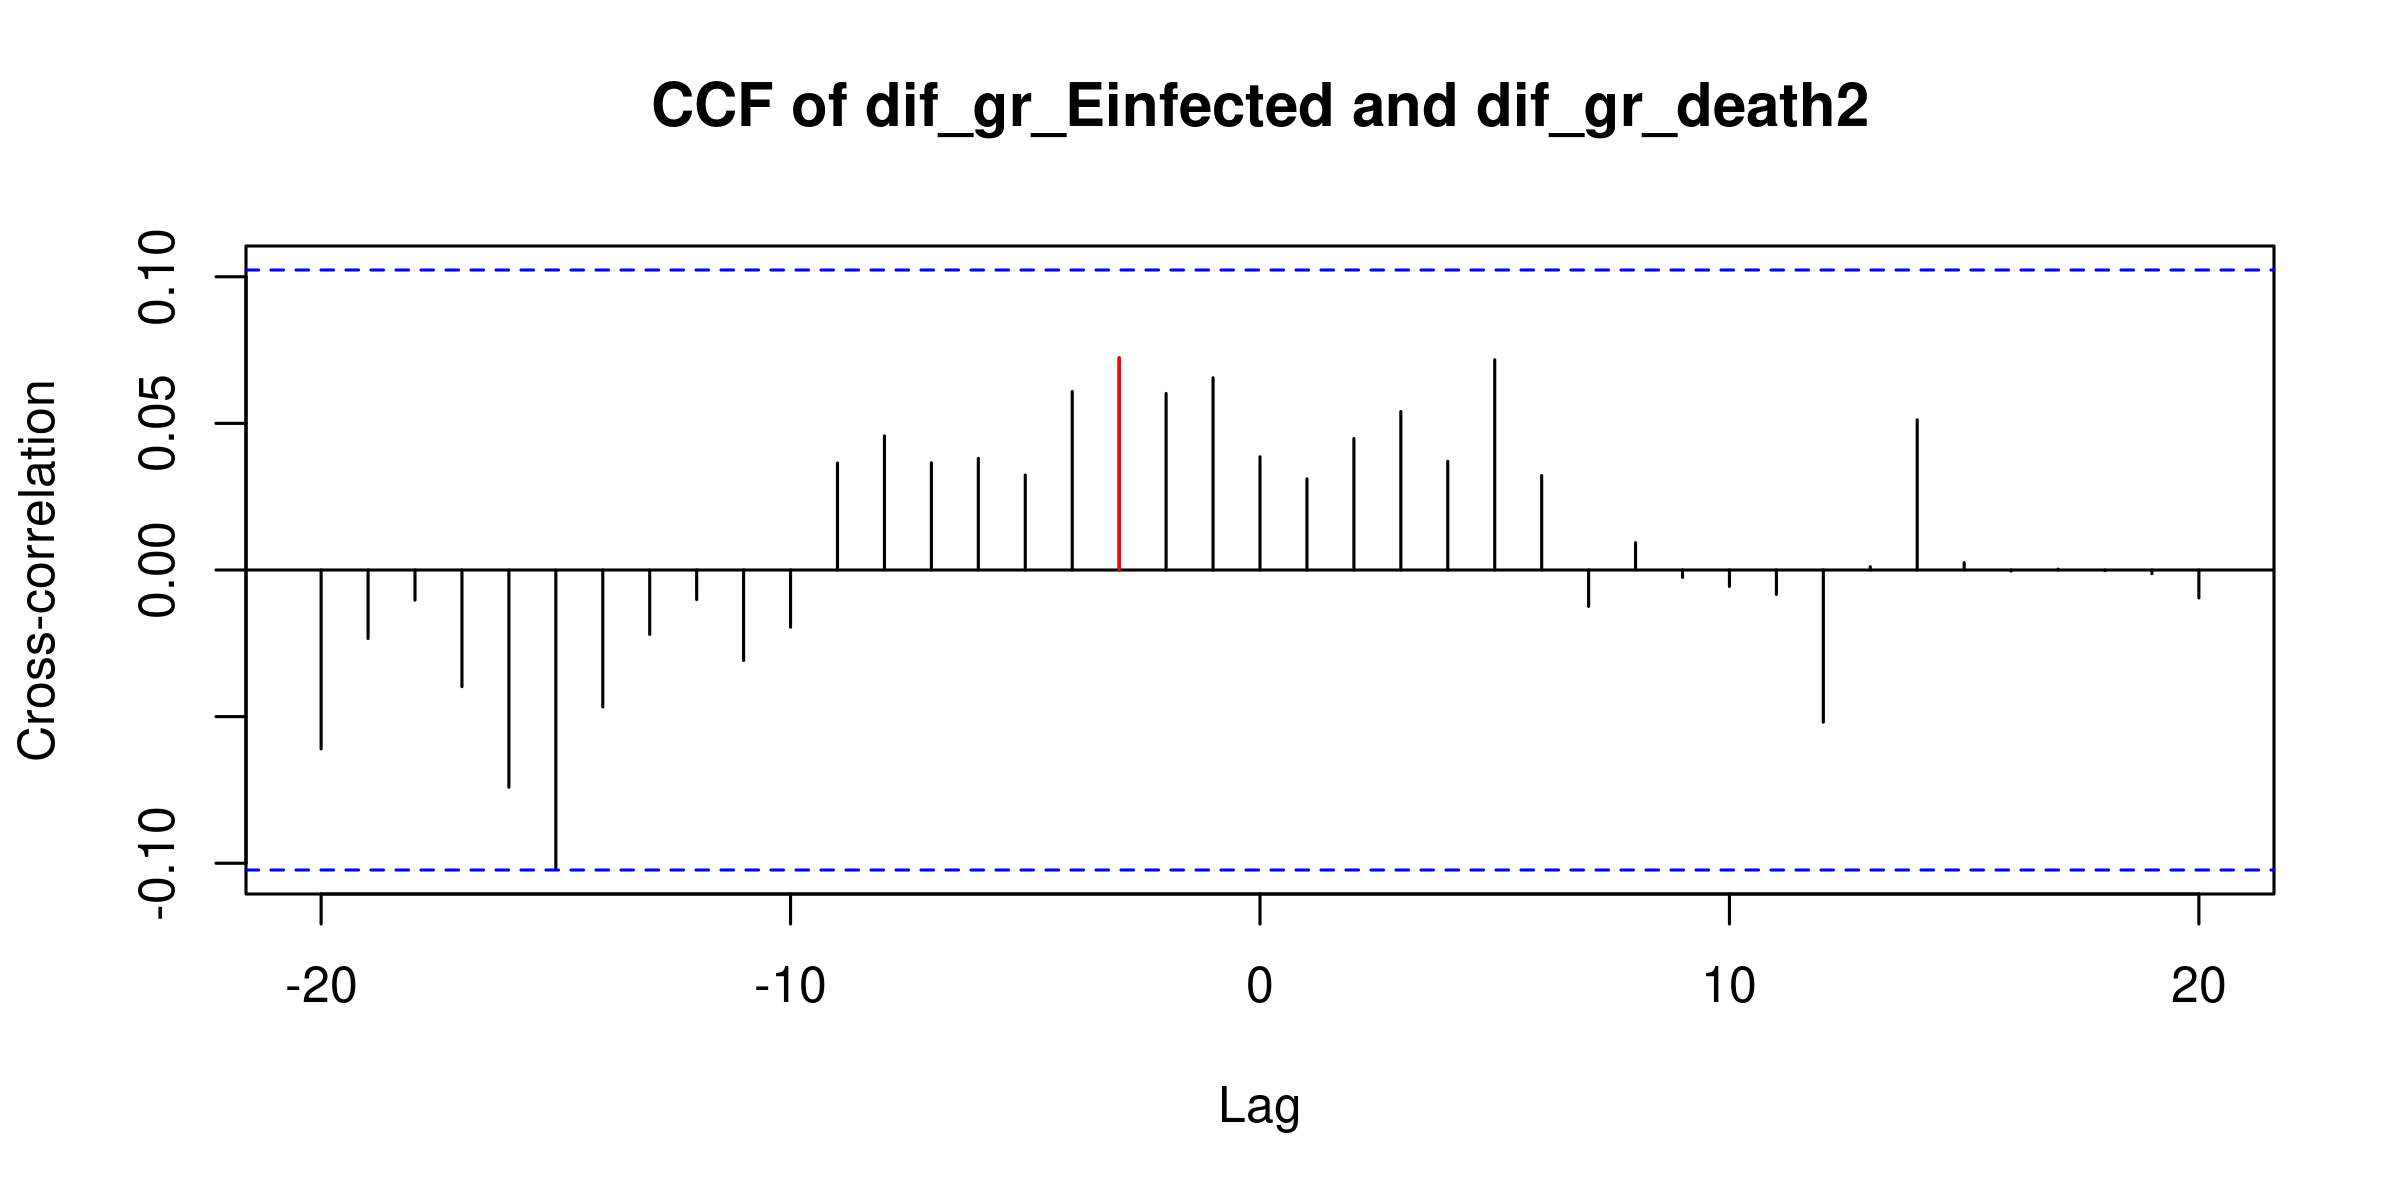 CCF of dif_gr_Einfected and dif_gr_death2
Cross-correlation
0.10
0.05
0.00
-0.10
-20 -10 0 10 20
Lag